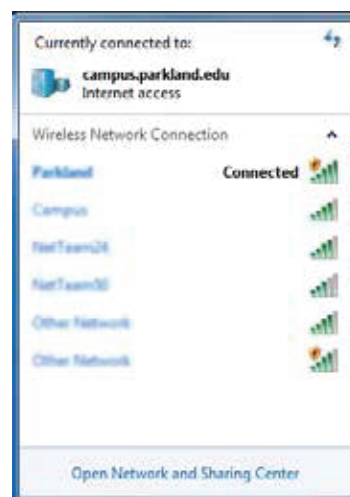 Currently connected to:
campus.parkland.edu
Internet access
Wireless Network Connection
Parkland Connected
Campus
NetTeam24
NetTeam50
Other Network
Other Network
Open Network and Sharing Center